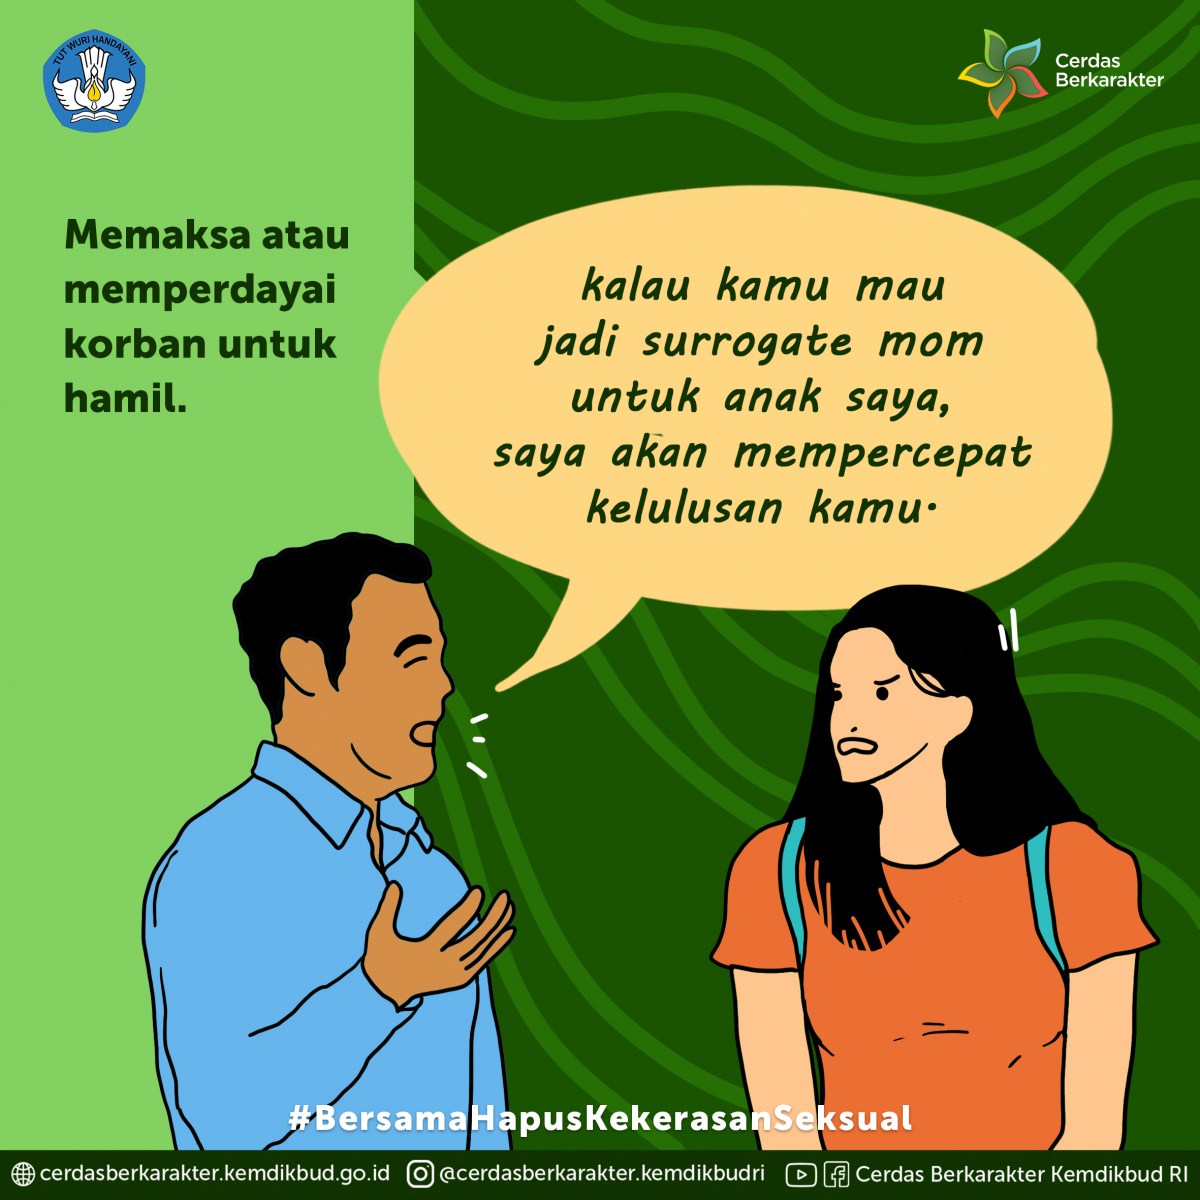 TUT WURI HANDAYANI
Cerdas
Berkarakter
Memaksa atau
memperdayai
korban untuk
hamil.
kalau kamu mau
jadi surrogate mom
untuk anak saya,
saya akan mempercepat
kelulusan kamu.
#BersamaHapusKekerasanSeksual
cerdasberkarakter.kemdikbud.go.id @cerdasberkarakter.kemdikbudri Cerdas Berkarakter Kemdikbud RI